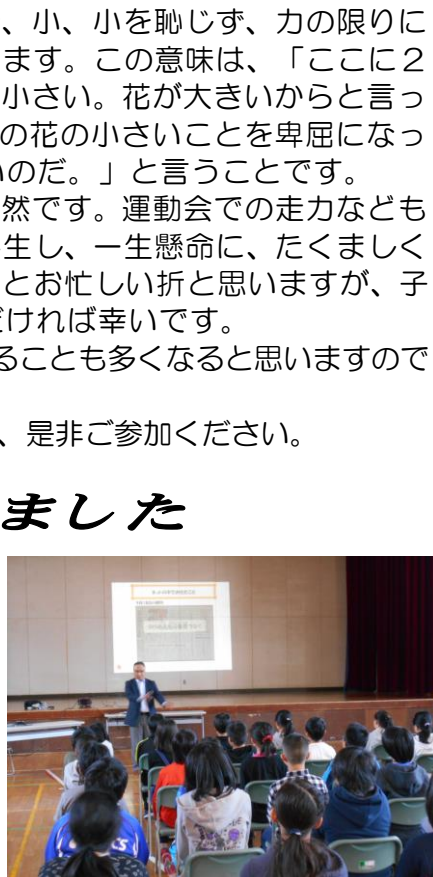 、小、小を恥じず、力の限りに
ます。この意味は、「ここに２
小さい。花が大きいからと言っ
の花の小さいことを卑屈になっ
いのだ。」と言うことです。
然です。運動会での走力なども
生し、一生懸命に、たくましく
とお忙しい折と思いますが、子
だければ幸いです。
ることも多くなると思いますので
、是非ご参加ください。
ました